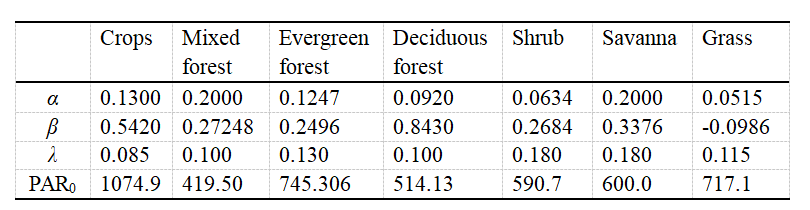 Crops Mixed forest Evergreen forest Deciduous forest Shrub Savanna Grass
α 0.1300 0.2000 0.1247 0.0920 0.0634 0.2000 0.0515
β 0.5420 0.27248 0.2496 0.8430 0.2684 0.3376 -0.0986
λ 0.085 0.100 0.130 0.100 0.180 0.180 0.115
PAR₀ 1074.9 419.50 745.306 514.13 590.7 600.0 717.1